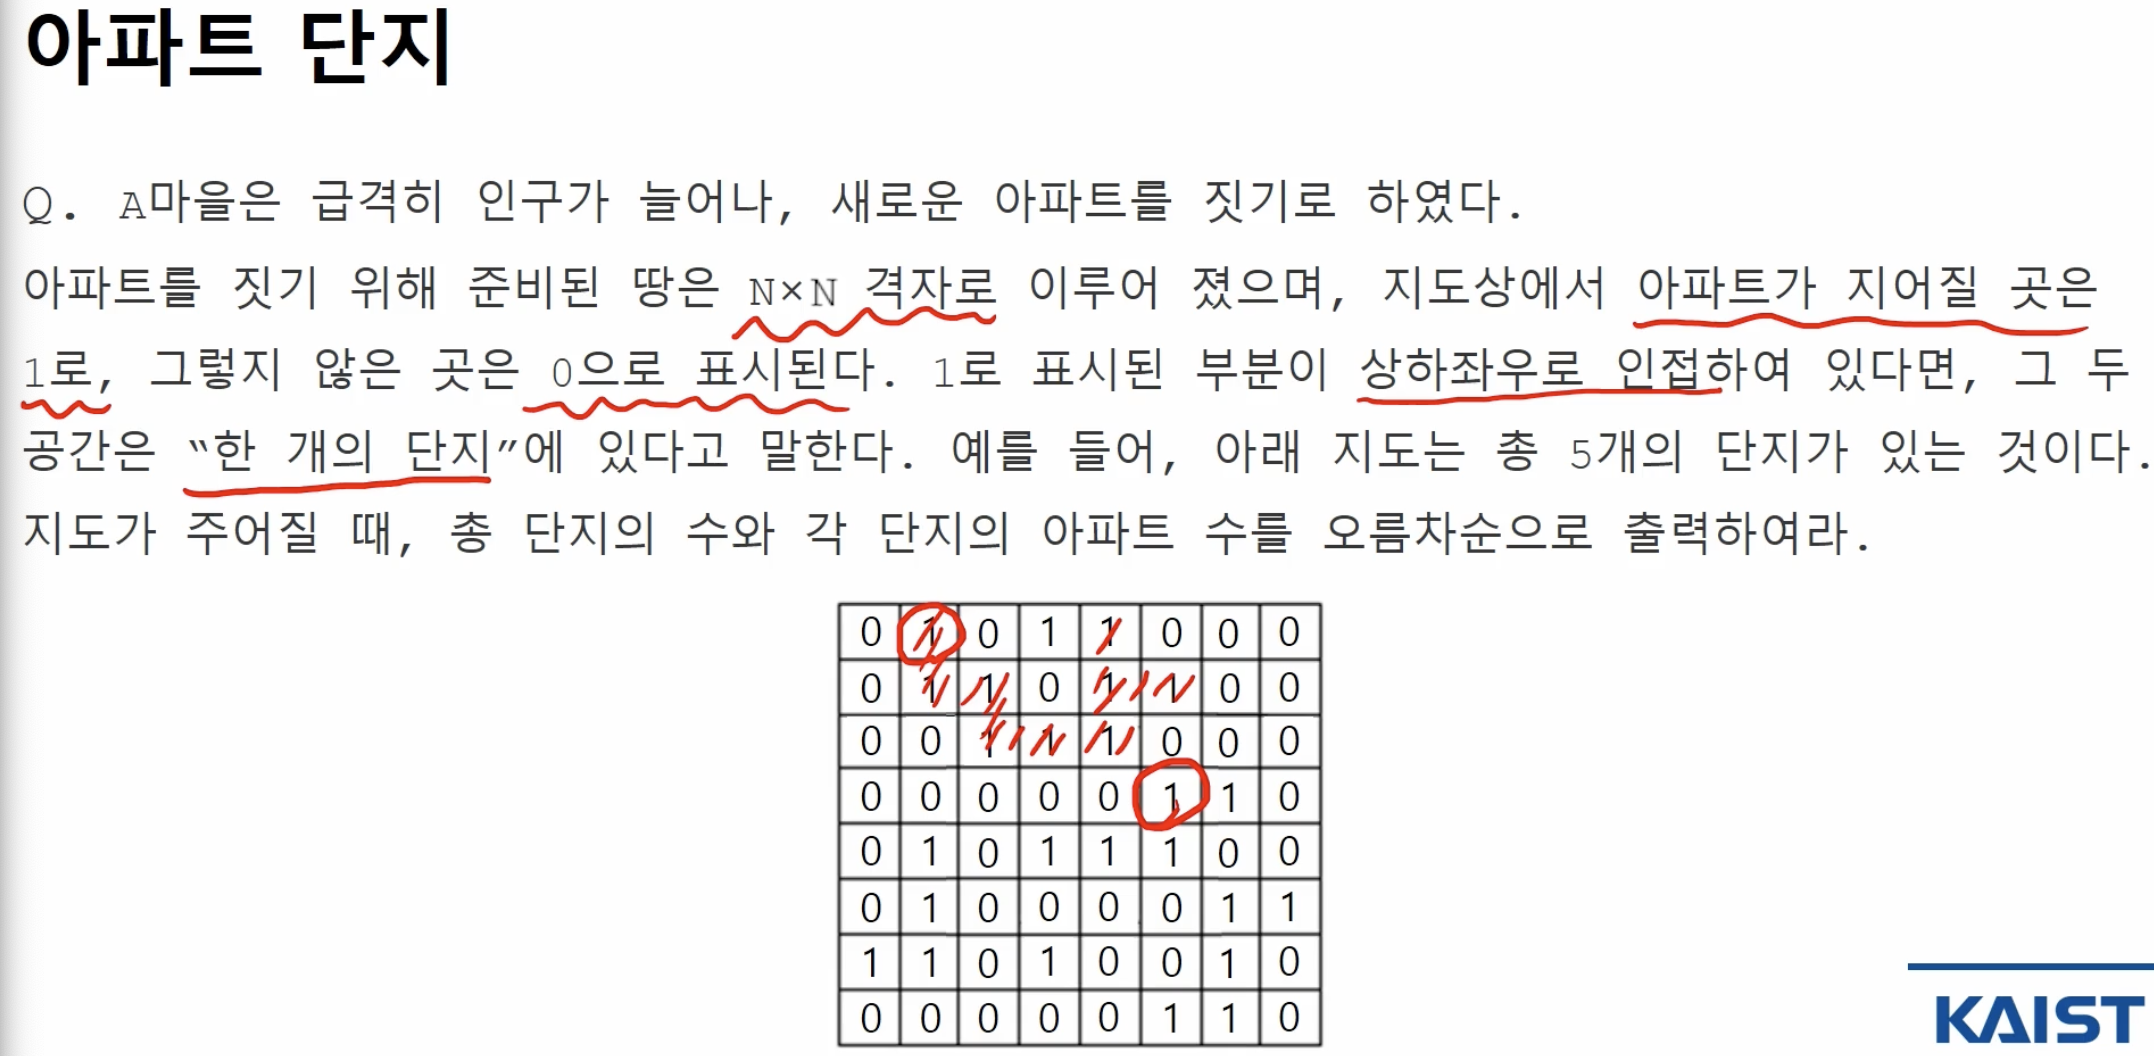 아파트 단지
Q. A마을은 급격히 인구가 늘어나, 새로운 아파트를 짓기로 하였다.
아파트를 짓기 위해 준비된 땅은 N×N 격자로 이루어 졌으며, 지도상에서 아파트가 지어질 곳은
1로, 그렇지 않은 곳은 0으로 표시된다. 1로 표시된 부분이 상하좌우로 인접하여 있다면, 그 두
공간은 “한 개의 단지”에 있다고 말한다. 예를 들어, 아래 지도는 총 5개의 단지가 있는 것이다.
지도가 주어질 때, 총 단지의 수와 각 단지의 아파트 수를 오름차순으로 출력하여라.
0 1 0 1 1 0 0 0
0 1 1 0 1 1 0 0
0 0 1 1 1 0 0 0
0 0 0 0 0 1 1 0
0 1 0 1 1 1 0 0
0 1 0 0 0 0 1 1
1 1 0 1 0 0 1 0
0 0 0 0 0 1 1 0
KAIST